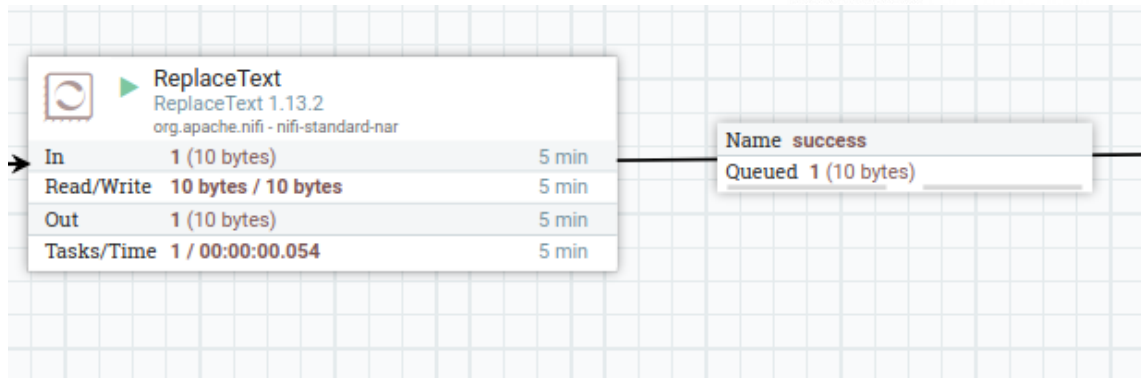 ReplaceText
ReplaceText 1.13.2
org.apache.nifi - nifi-standard-nar
In 1 (10 bytes) 5 min
Read/Write 10 bytes / 10 bytes 5 min
Out 1 (10 bytes) 5 min
Tasks/Time 1 / 00:00:00.054 5 min
Name success
Queued 1 (10 bytes)